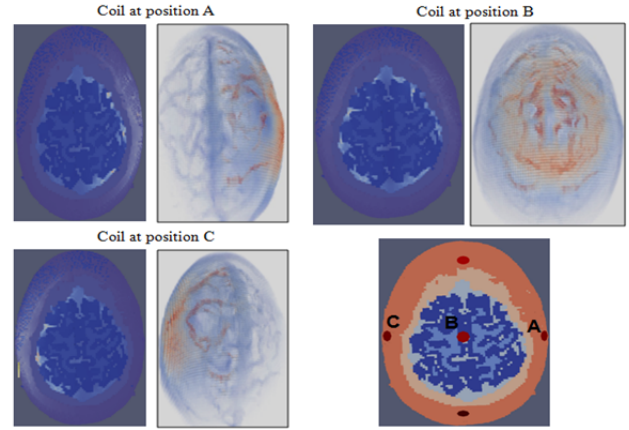 Coil at position A
Coil at position B
Coil at position C
C
B
A